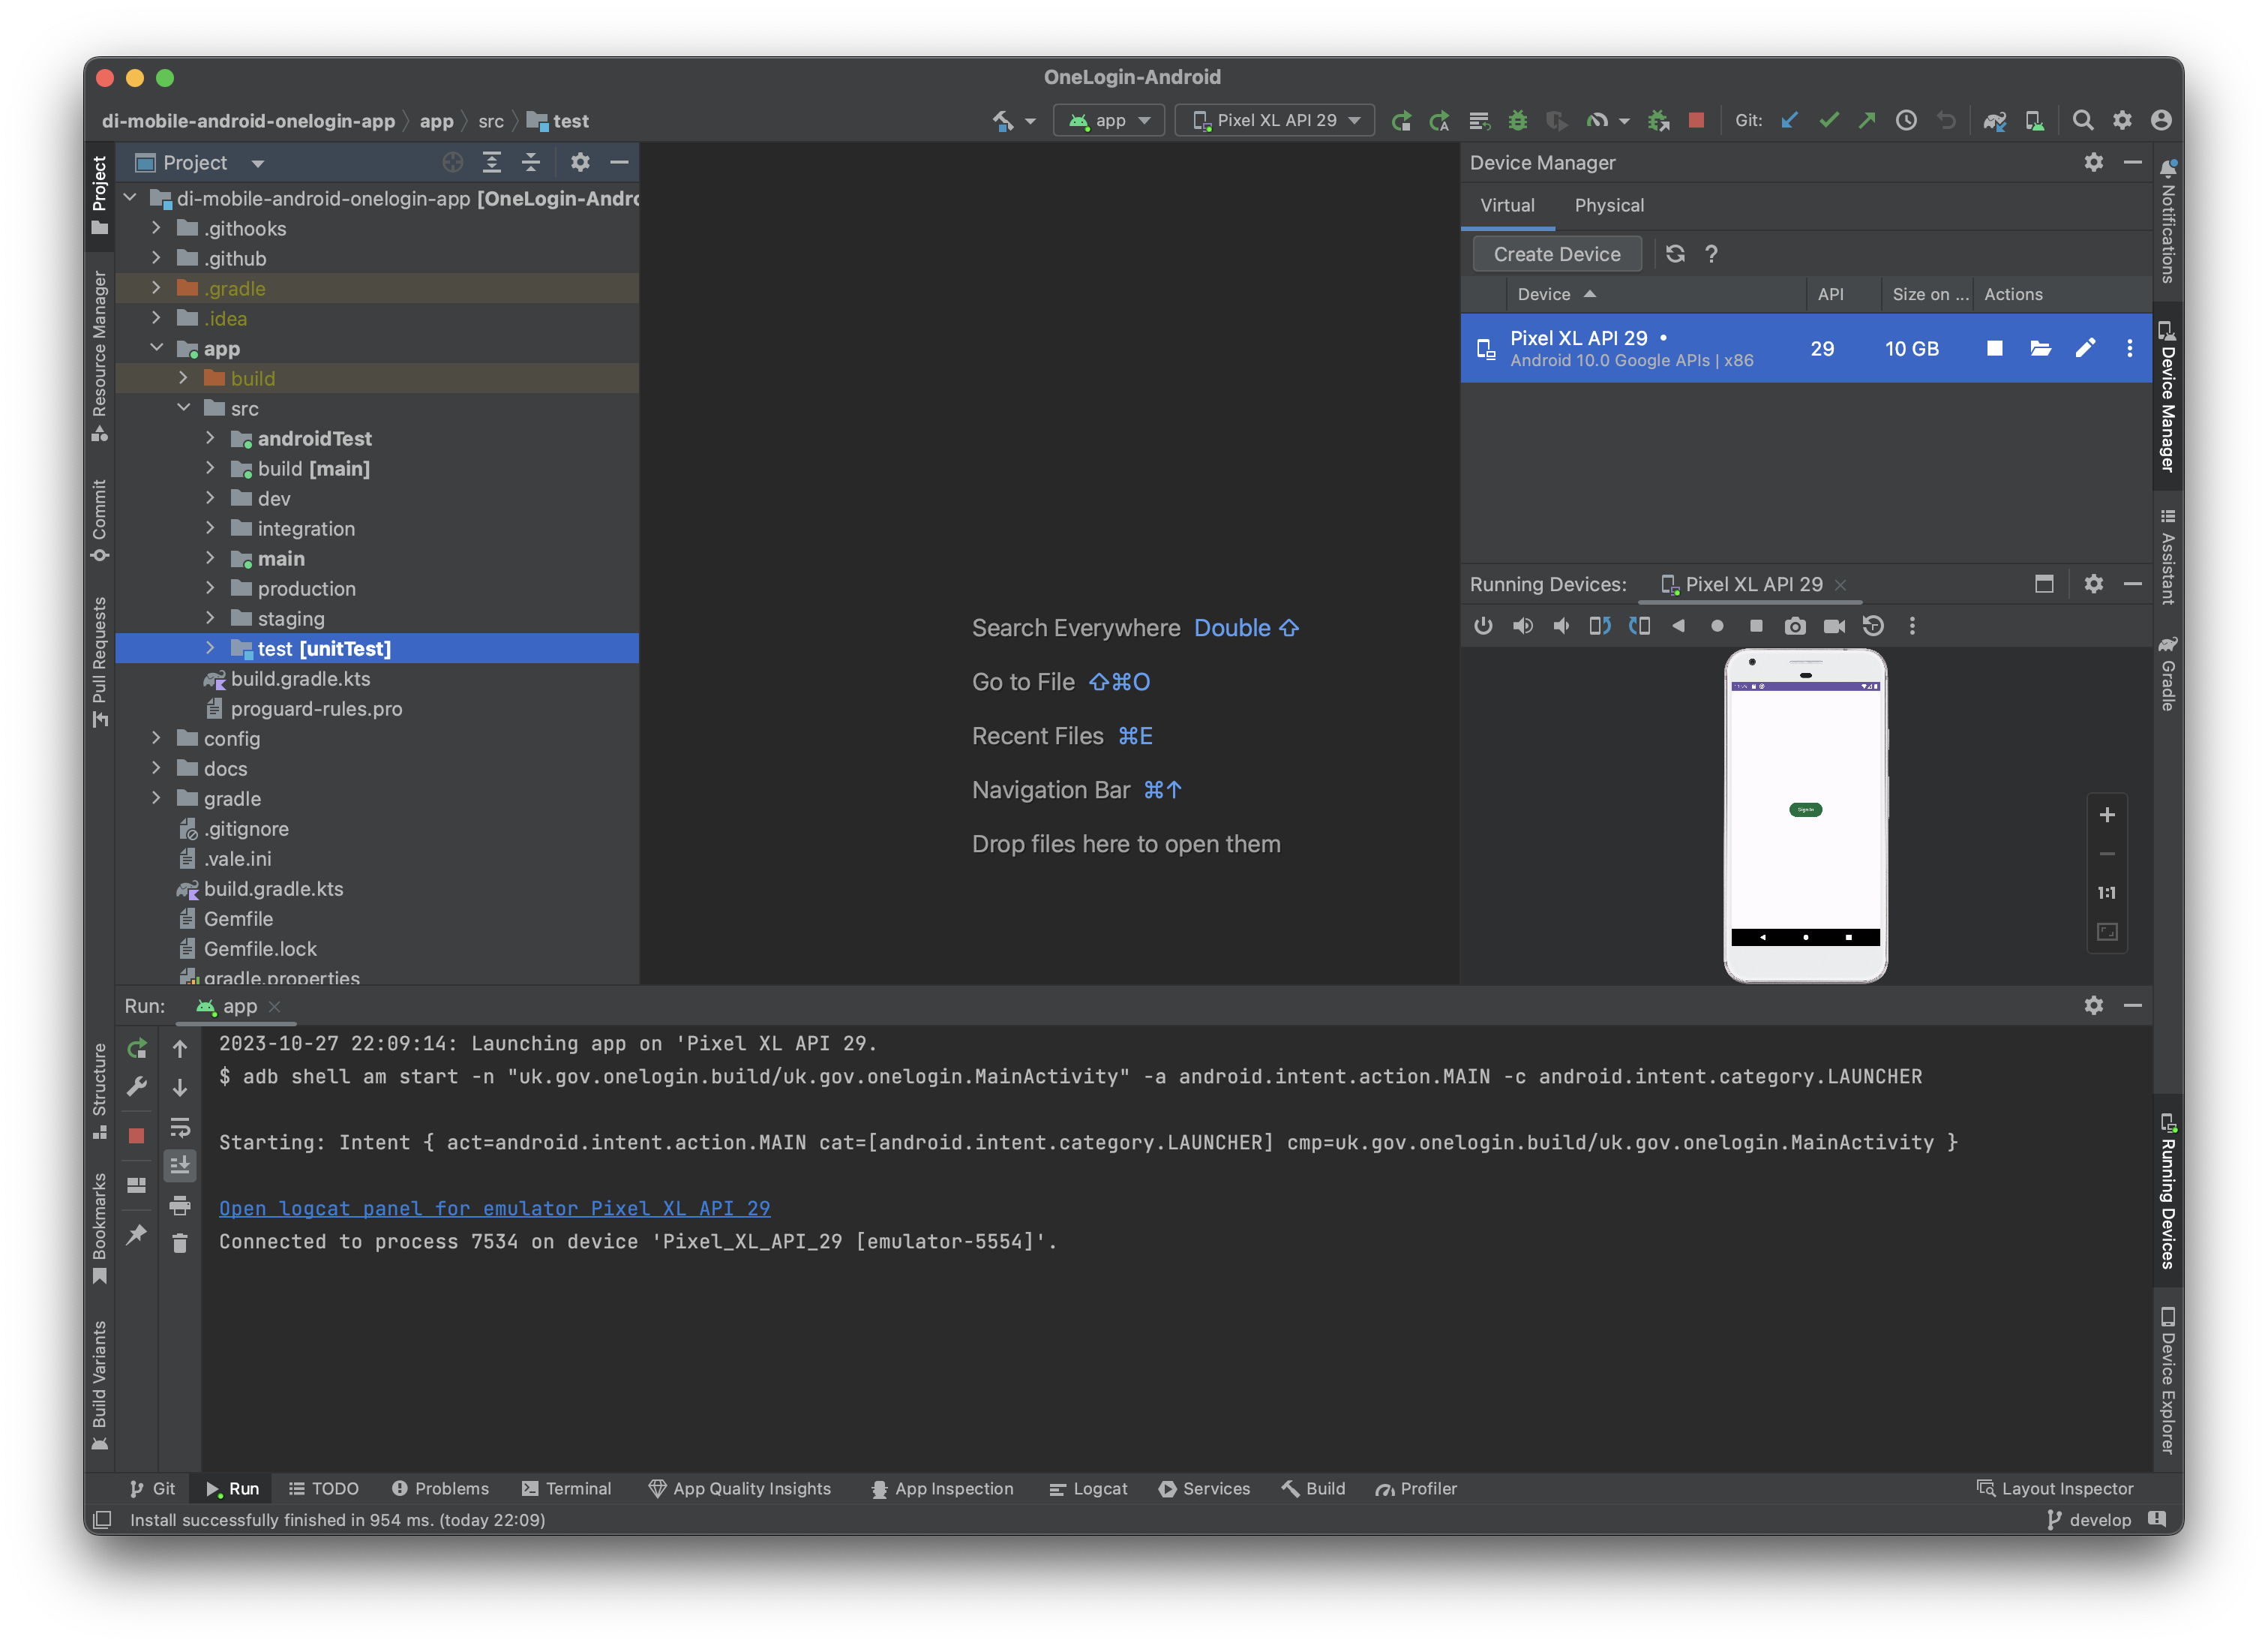 OneLogin-Android
di-mobile-android-onelogin-app
app
src
test
app
Pixel XL API 29
Git:
Project
di-mobile-android-onelogin-app [OneLogin-Andro
.githooks
.github
.gradle
.idea
app
build
src
androidTest
build [main]
dev
integration
main
production
staging
test [unitTest]
build.gradle.kts
proguard-rules.pro
config
docs
gradle
.gitignore
.vale.ini
build.gradle.kts
Gemfile
Gemfile.lock
gradle.properties
Project
Resource Manager
Commit
Pull Requests
Structure
Bookmarks
Build Variants
Search Everywhere Double ⇧
Go to File ⇧⌘O
Recent Files ⌘E
Navigation Bar ⌘↑
Drop files here to open them
Device Manager
Virtual
Physical
Create Device
?
Device
API
Size on ...
Actions
Pixel XL API 29 •
Android 10.0 Google APIs | x86
29
10 GB
Running Devices:
Pixel XL API 29
Sign In
1:1
Notifications
Device Manager
Assistant
Gradle
Running Devices
Device Explorer
Run:
app
2023-10-27 22:09:14: Launching app on 'Pixel XL API 29.
$ adb shell am start -n "uk.gov.onelogin.build/uk.gov.onelogin.MainActivity" -a android.intent.action.MAIN -c android.intent.category.LAUNCHER
Starting: Intent { act=android.intent.action.MAIN cat=[android.intent.category.LAUNCHER] cmp=uk.gov.onelogin.build/uk.gov.onelogin.MainActivity }
Open logcat panel for emulator Pixel XL API 29
Connected to process 7534 on device 'Pixel_XL_API_29 [emulator-5554]'.
Git
Run
TODO
Problems
Terminal
App Quality Insights
App Inspection
Logcat
Services
Build
Profiler
Layout Inspector
Install successfully finished in 954 ms. (today 22:09)
develop